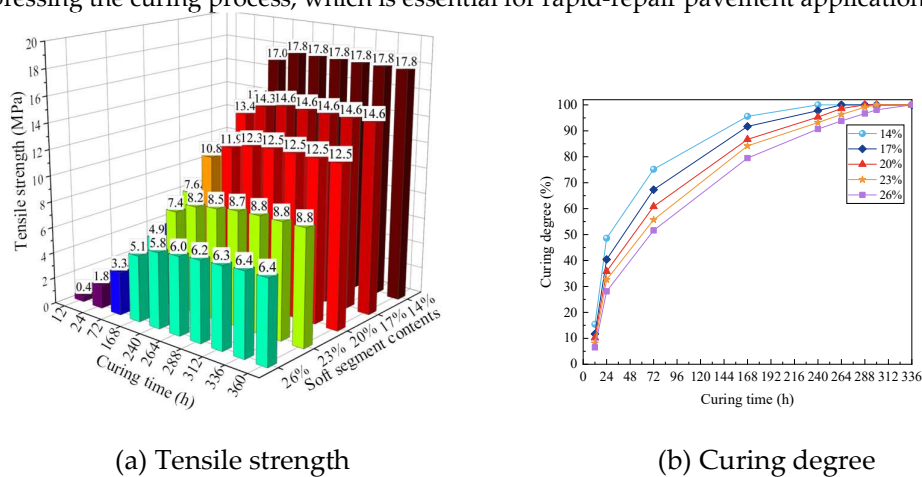 pressing the curing process, which is essential for rapid-repair pavement application
20
18
16
14
12
10
8
6
4
2
0
Tensile strength (MPa)
17.0 17.8 17.8 17.8 17.8 17.8 17.8
13.4 14.3 14.6 14.6 14.6 14.6 14.6
10.8 11.9 12.3 12.5 12.5 12.5 12.5
7.4 7.6 8.2 8.5 8.7 8.8 8.8 8.8
0.4 1.8 3.3 4.9 5.1 5.8 6.0 6.2 6.3 6.4 6.4
12 24 72 168 240 264 288 312 336 360
Curing time (h)
26% 23% 20% 17% 14%
Soft segment contents
100
90
80
70
60
50
40
30
20
10
0
Curing degree (%)
14%
17%
20%
23%
26%
0 24 48 72 96 120 144 168 192 216 240 264 288 312 336
Curing time (h)
(a) Tensile strength
(b) Curing degree